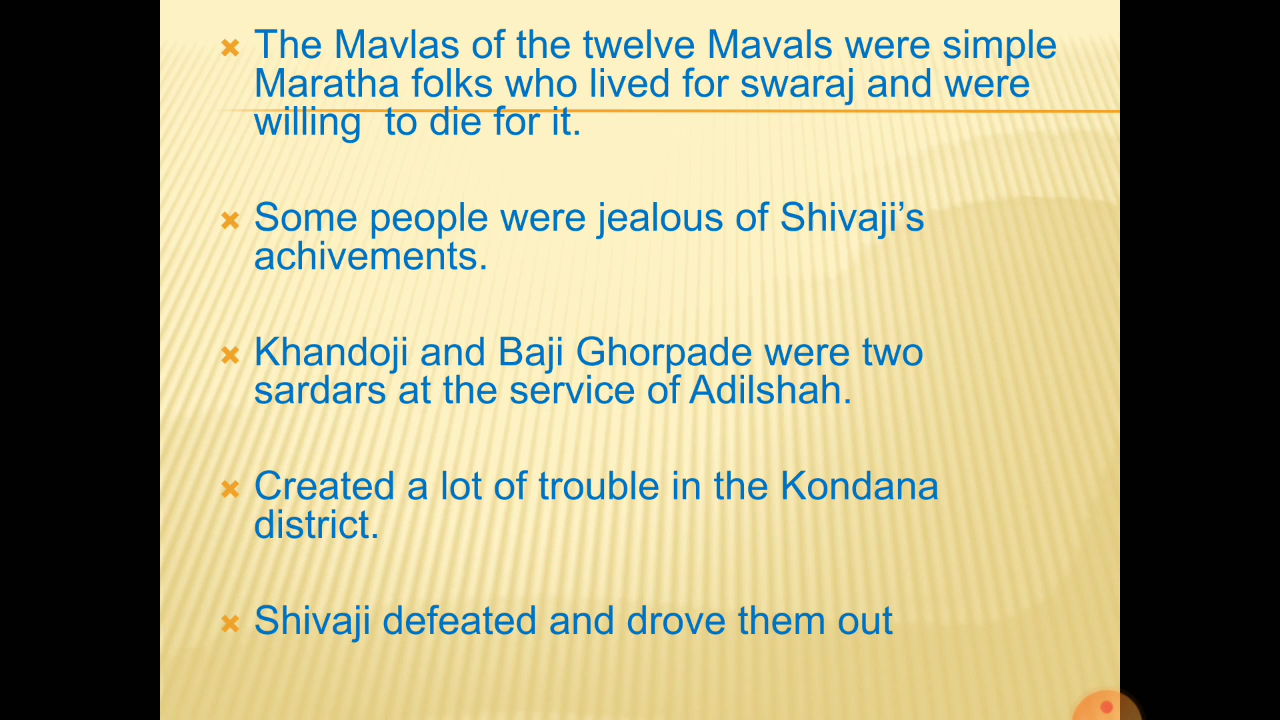 The Mavlas of the twelve Mavals were simple
Maratha folks who lived for swaraj and were
willing  to die for it.
Some people were jealous of Shivaji’s
achivements.
Khandoji and Baji Ghorpade were two
sardars at the service of Adilshah.
Created a lot of trouble in the Kondana
district.
Shivaji defeated and drove them out